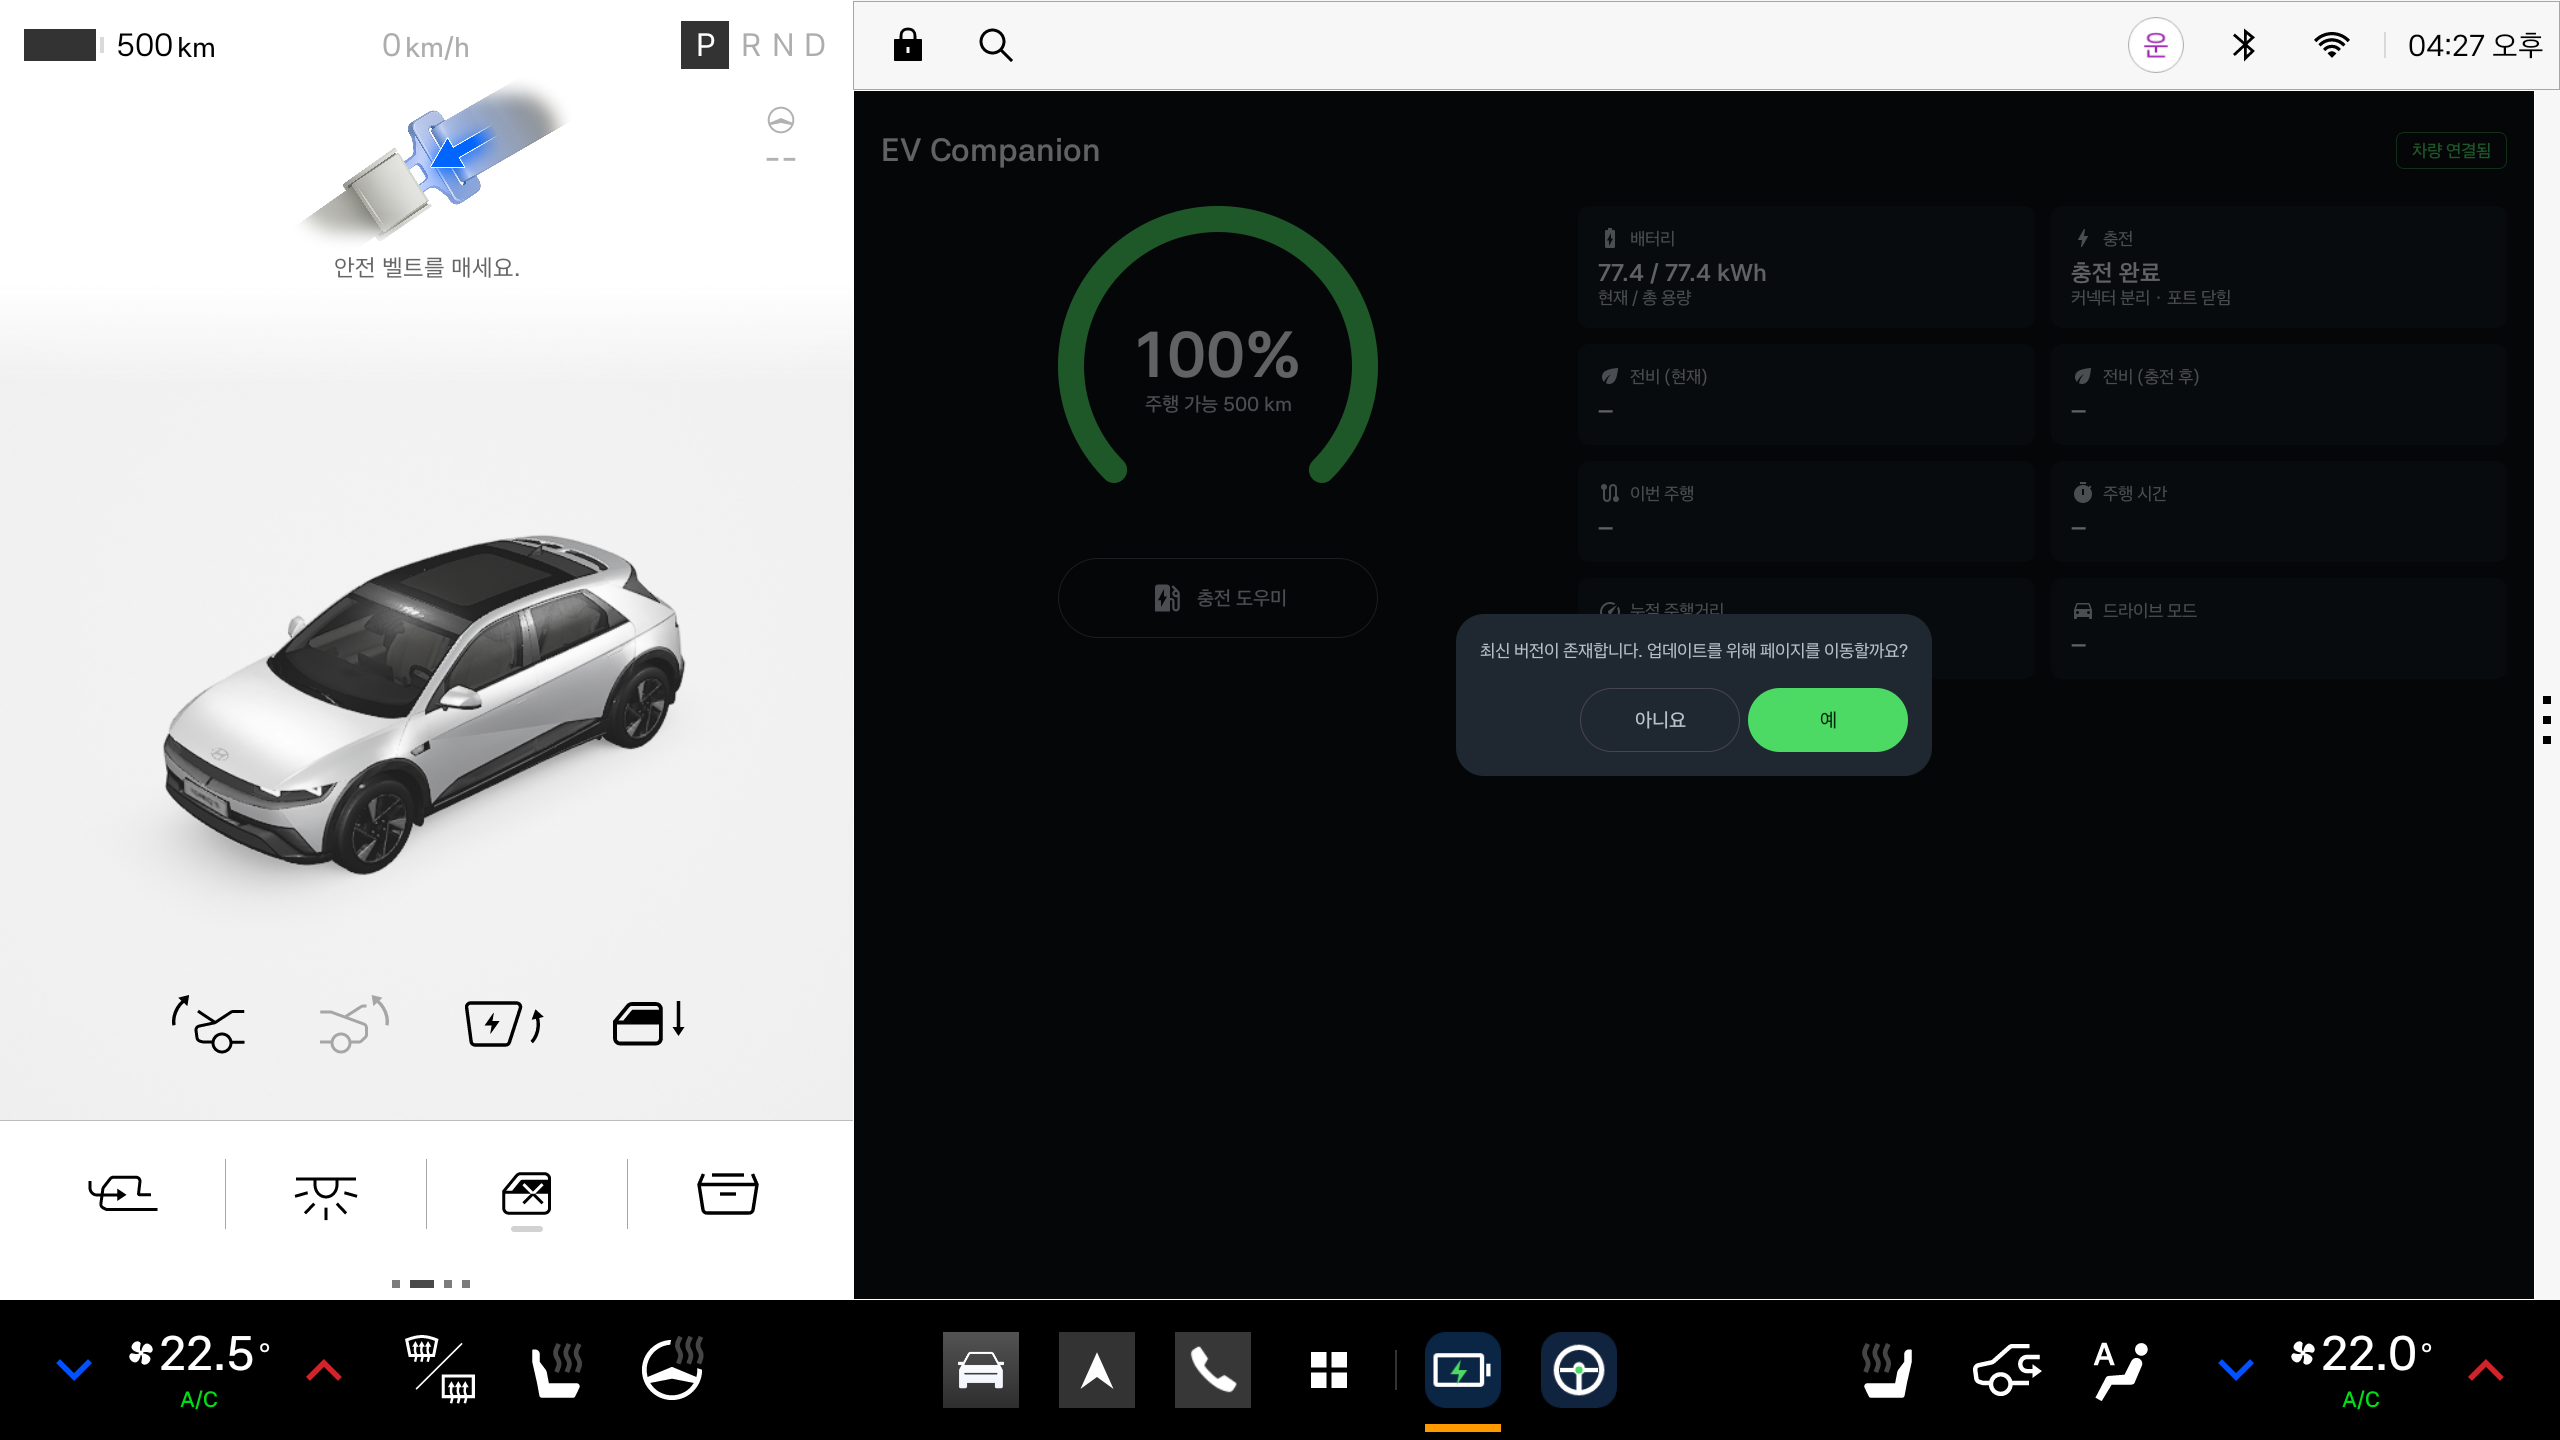 500 km
0 km/h
P R N D
안전 벨트를 매세요.
운
04:27 오후
EV Companion
차량 연결됨
100%
주행 가능 500 km
충전 도우미
배터리
77.4 / 77.4 kWh
현재 / 총 용량
충전
충전 완료
커넥터 분리 · 포트 닫힘
전비 (현재)
–
전비 (충전 후)
–
이번 주행
–
주행 시간
–
누적 주행거리
드라이브 모드
–
최신 버전이 존재합니다. 업데이트를 위해 페이지를 이동할까요?
아니요
예
22.5°
A/C
A
22.0°
A/C